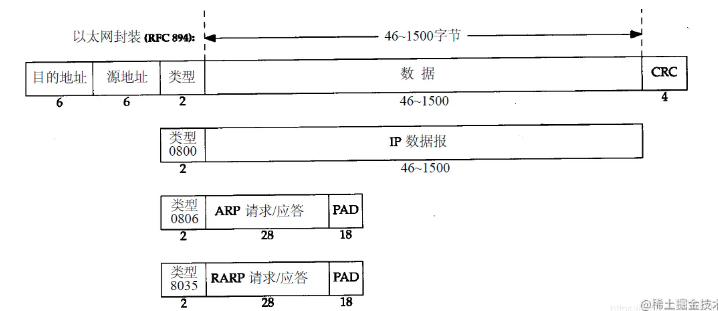 以太网封装 (RFC 894):
46~1500字节
目的地址 源地址 类型 数 据 CRC
6 6 2 46~1500 4
类型 0800 IP 数据报
2 46~1500
类型 0806 ARP 请求/应答 PAD
2 28 18
类型 8035 RARP 请求/应答 PAD
2 28 18
@稀土掘金技术